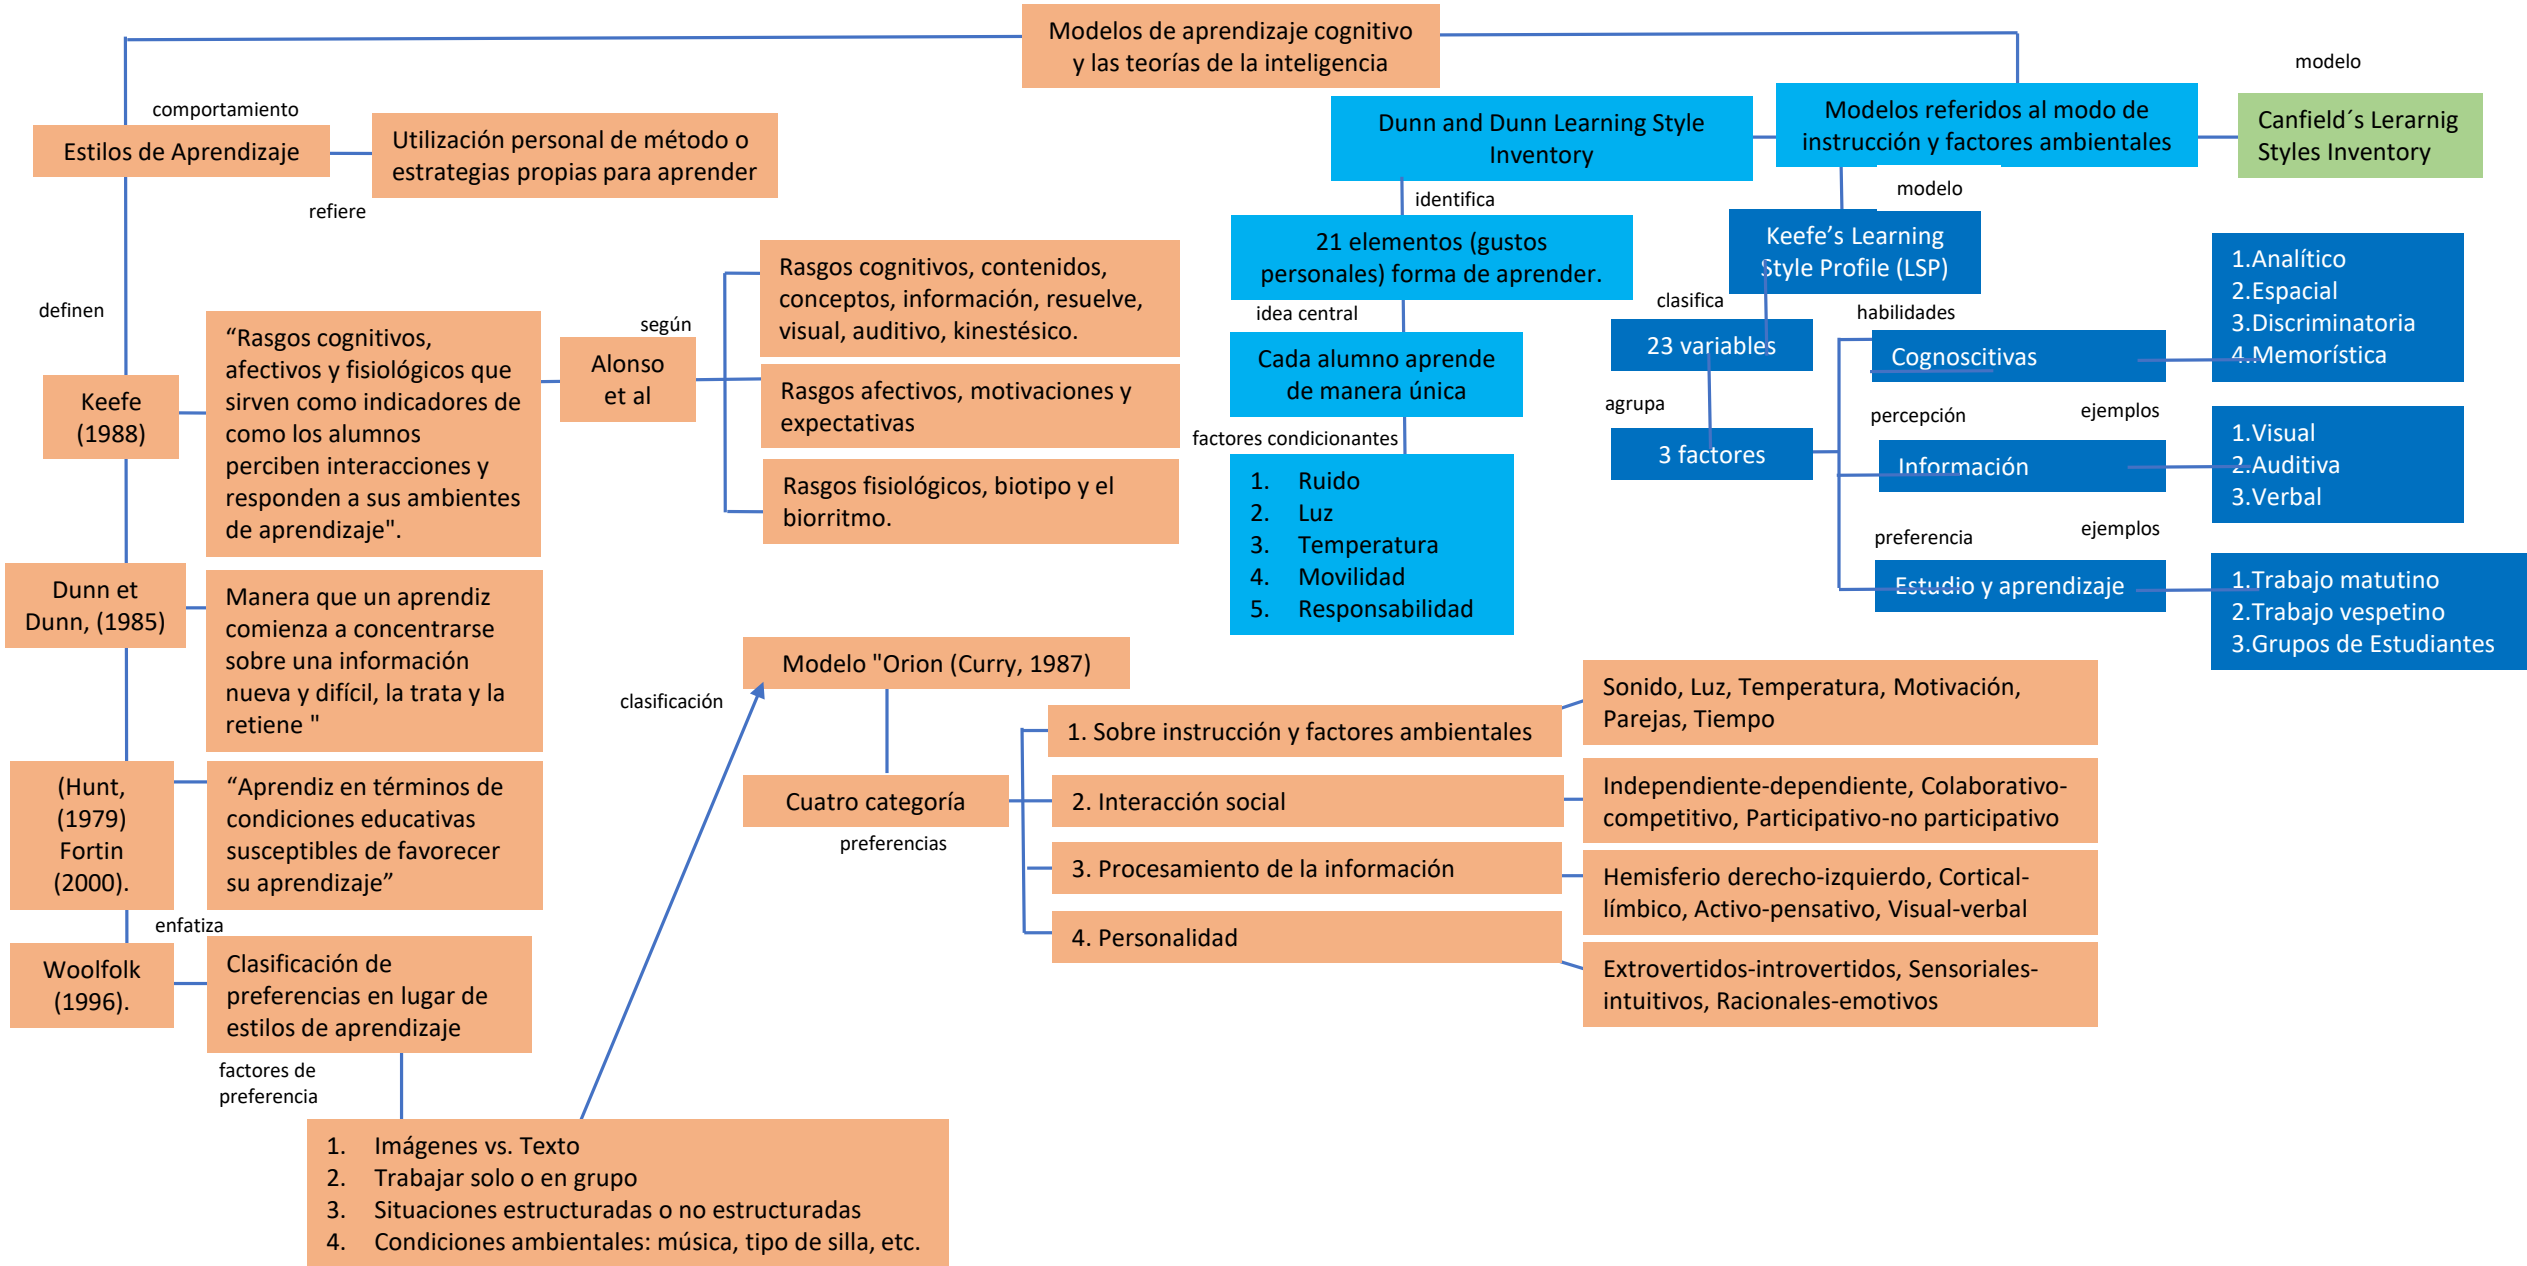 Modelos de aprendizaje cognitivo
y las teorías de la inteligencia
modelo
comportamiento
Estilos de Aprendizaje
Utilización personal de método o
estrategias propias para aprender
refiere
Dunn and Dunn Learning Style
Inventory
Modelos referidos al modo de
instrucción y factores ambientales
Canfield´s Lerarnig
Styles Inventory
identifica
modelo
21 elementos (gustos
personales) forma de aprender.
Keefe’s Learning
Style Profile (LSP)
idea central
clasifica
habilidades
Cada alumno aprende
de manera única
23 variables
Cognoscitivas
1.Analítico
2.Espacial
3.Discriminatoria
4.Memorística
factores condicionantes
agrupa
percepción
ejemplos
1. Ruido
2. Luz
3. Temperatura
4. Movilidad
5. Responsabilidad
3 factores
Información
1.Visual
2.Auditiva
3.Verbal
preferencia
ejemplos
Estudio y aprendizaje
1.Trabajo matutino
2.Trabajo vespetino
3.Grupos de Estudiantes
definen
Keefe
(1988)
“Rasgos cognitivos,
afectivos y fisiológicos que
sirven como indicadores de
como los alumnos
perciben interacciones y
responden a sus ambientes
de aprendizaje".
según
Alonso
et al
Rasgos cognitivos, contenidos,
conceptos, información, resuelve,
visual, auditivo, kinestésico.
Rasgos afectivos, motivaciones y
expectativas
Rasgos fisiológicos, biotipo y el
biorritmo.
Dunn et
Dunn, (1985)
Manera que un aprendiz
comienza a concentrarse
sobre una información
nueva y difícil, la trata y la
retiene "
(Hunt,
(1979)
Fortin
(2000).
“Aprendiz en términos de
condiciones educativas
susceptibles de favorecer
su aprendizaje”
enfatiza
Woolfolk
(1996).
Clasificación de
preferencias en lugar de
estilos de aprendizaje
factores de
preferencia
1. Imágenes vs. Texto
2. Trabajar solo o en grupo
3. Situaciones estructuradas o no estructuradas
4. Condiciones ambientales: música, tipo de silla, etc.
clasificación
Modelo "Orion (Curry, 1987)
Cuatro categoría
preferencias
1. Sobre instrucción y factores ambientales
Sonido, Luz, Temperatura, Motivación,
Parejas, Tiempo
2. Interacción social
Independiente-dependiente, Colaborativo-
competitivo, Participativo-no participativo
3. Procesamiento de la información
Hemisferio derecho-izquierdo, Cortical-
límbico, Activo-pensativo, Visual-verbal
4. Personalidad
Extrovertidos-introvertidos, Sensoriales-
intuitivos, Racionales-emotivos